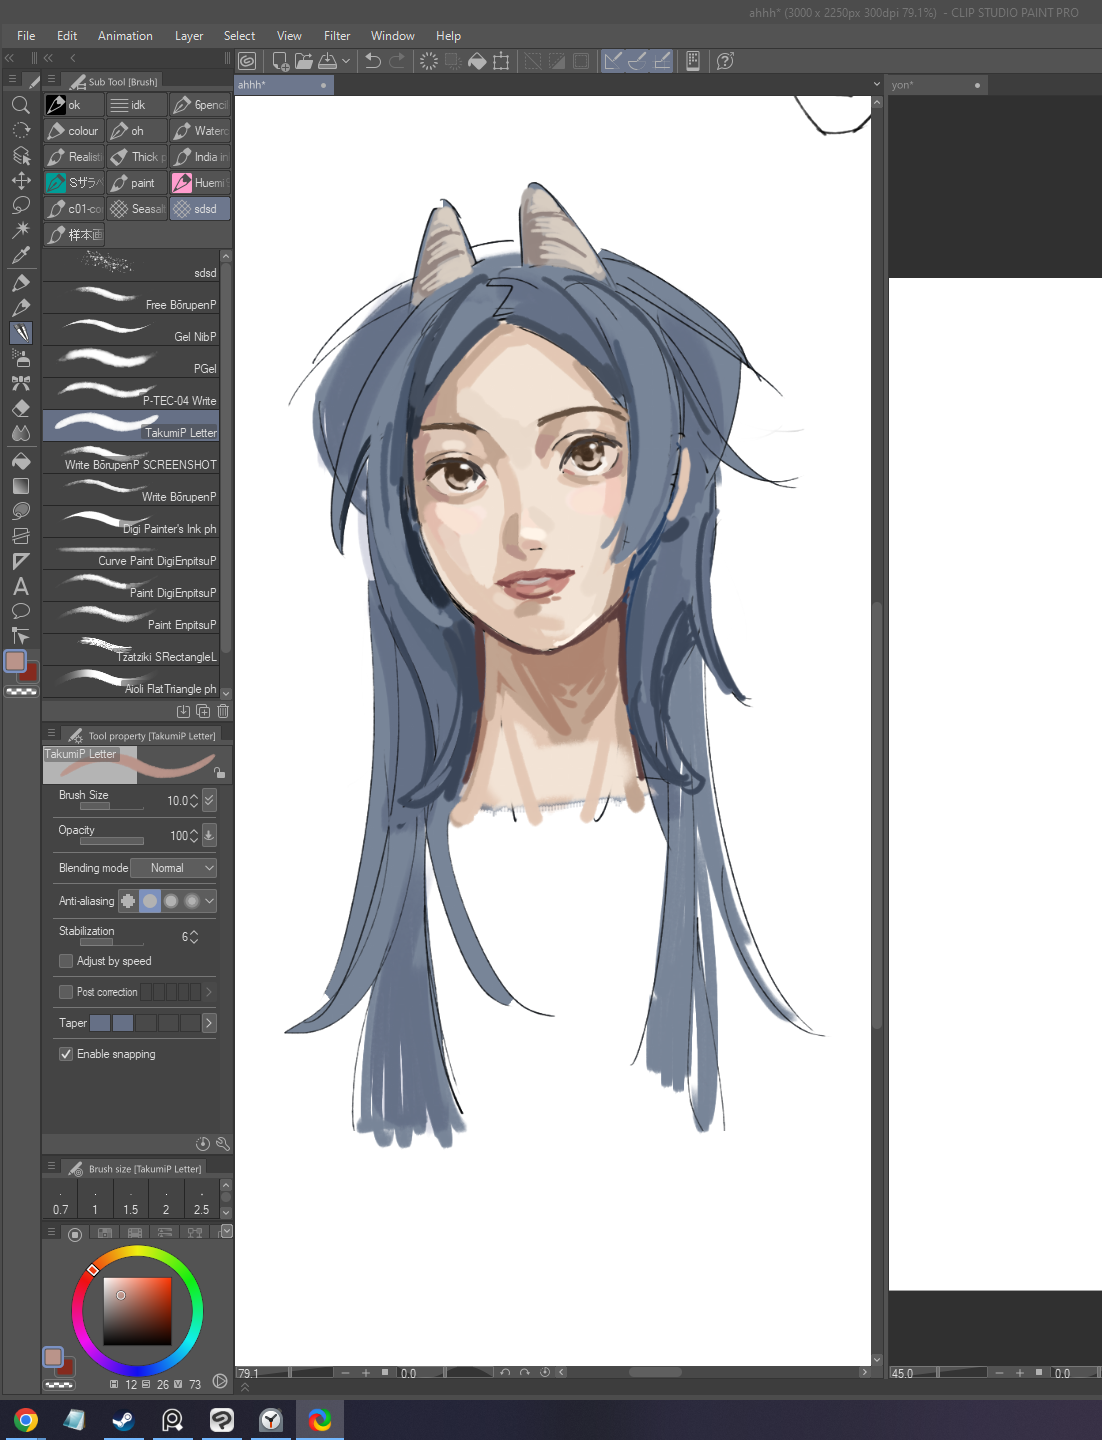 ahhh* (3000 x 2250px 300dpi 79.1%) - CLIP STUDIO PAINT PRO
File Edit Animation Layer Select View Filter Window Help
Sub Tool [Brush]
ahhh*
yon*
ok idk 6pencil
colour oh Waterc
Realisti Thick p India in
Sザラペ paint Huemi
c01-co Seasalt sdsd
样本画
sdsd
Free BōrupenP
Gel NibP
PGel
P-TEC-04 Write
TakumiP Letter
Write BōrupenP SCREENSHOT
Write BōrupenP
Digi Painter's Ink ph
Curve Paint DigiEnpitsuP
Paint DigiEnpitsuP
Paint EnpitsuP
Tzatziki SRectangleL
Aioli FlatTriangle ph
Tool property [TakumiP Letter]
TakumiP Letter
Brush Size 10.0
Opacity 100
Blending mode Normal
Anti-aliasing
Stabilization 6
Adjust by speed
Post correction
Taper
Enable snapping
Brush size [TakumiP Letter]
0.7 1 1.5 2 2.5
H 12 S 26 V 73
79.1 0.0
45.0 0.0